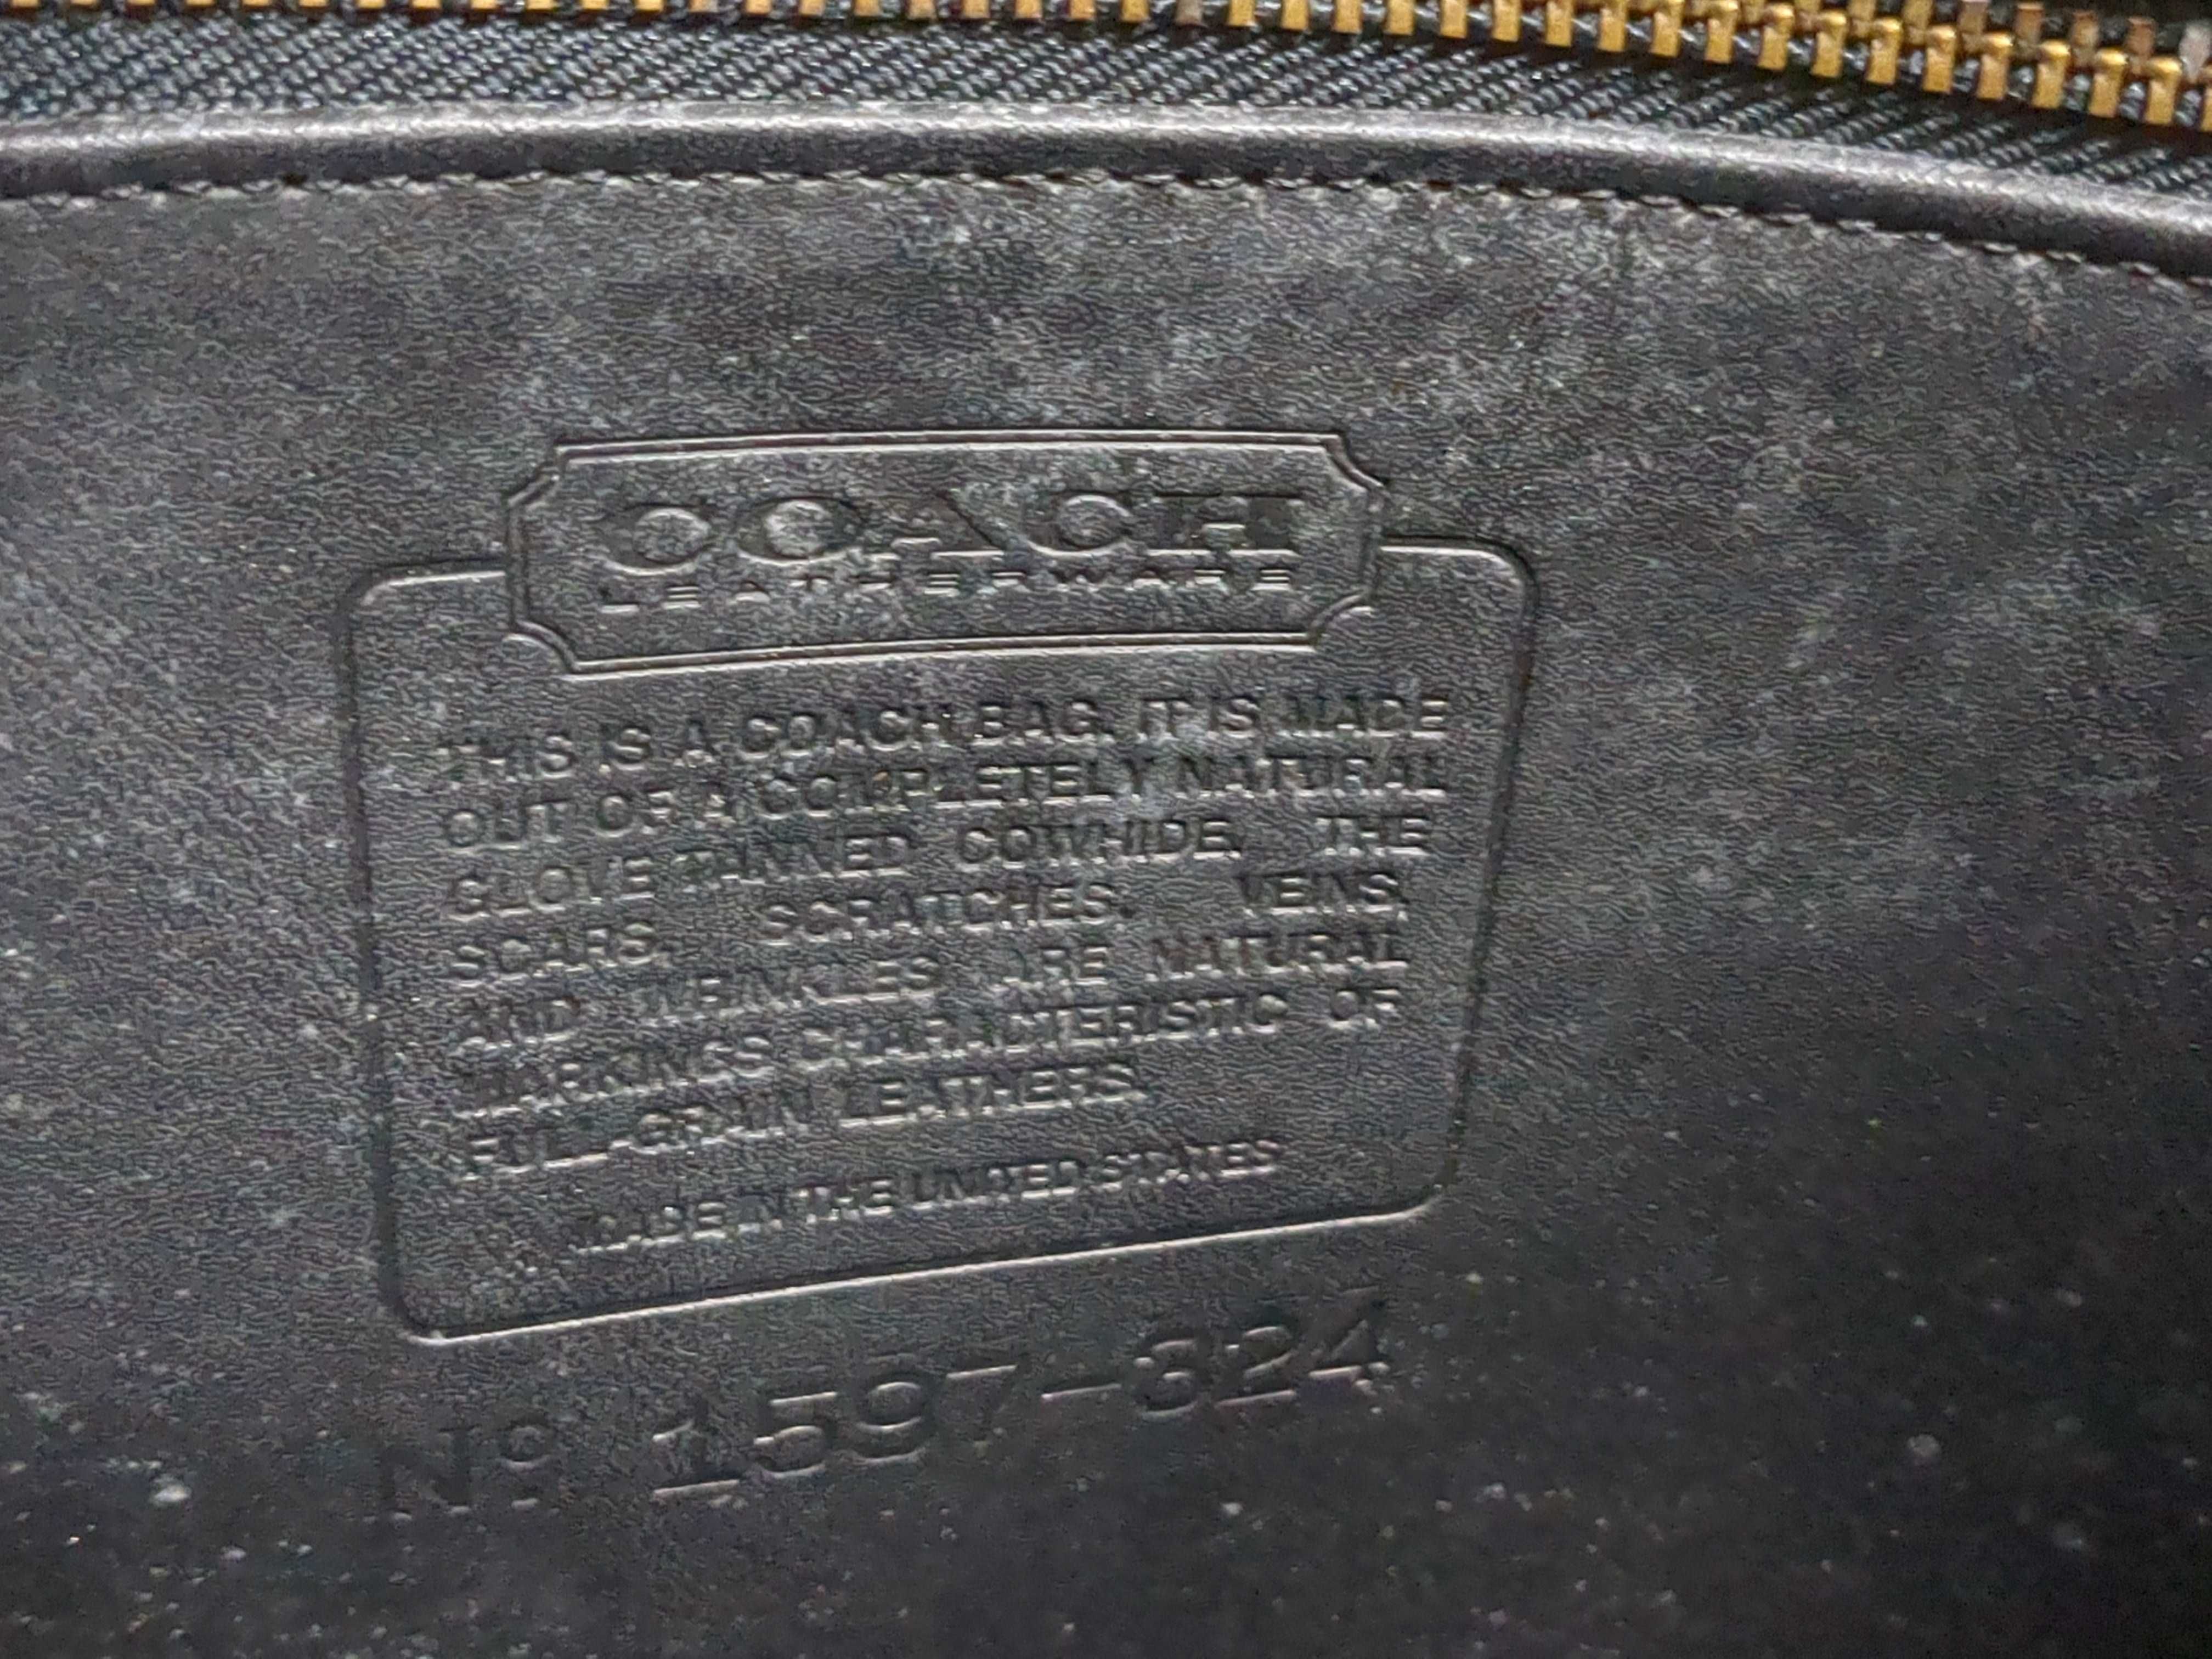 COACH
LEATHERWARE
THIS IS A COACH BAG. IT IS MADE
OUT OF A COMPLETELY NATURAL
GLOVE TANNED COWHIDE. THE
SCARS, SCRATCHES, VEINS,
AND WRINKLES ARE NATURAL
MARKINGS CHARACTERISTIC OF
FULL-GRAIN LEATHERS.
MADE IN THE UNITED STATES
Nº 1597-324